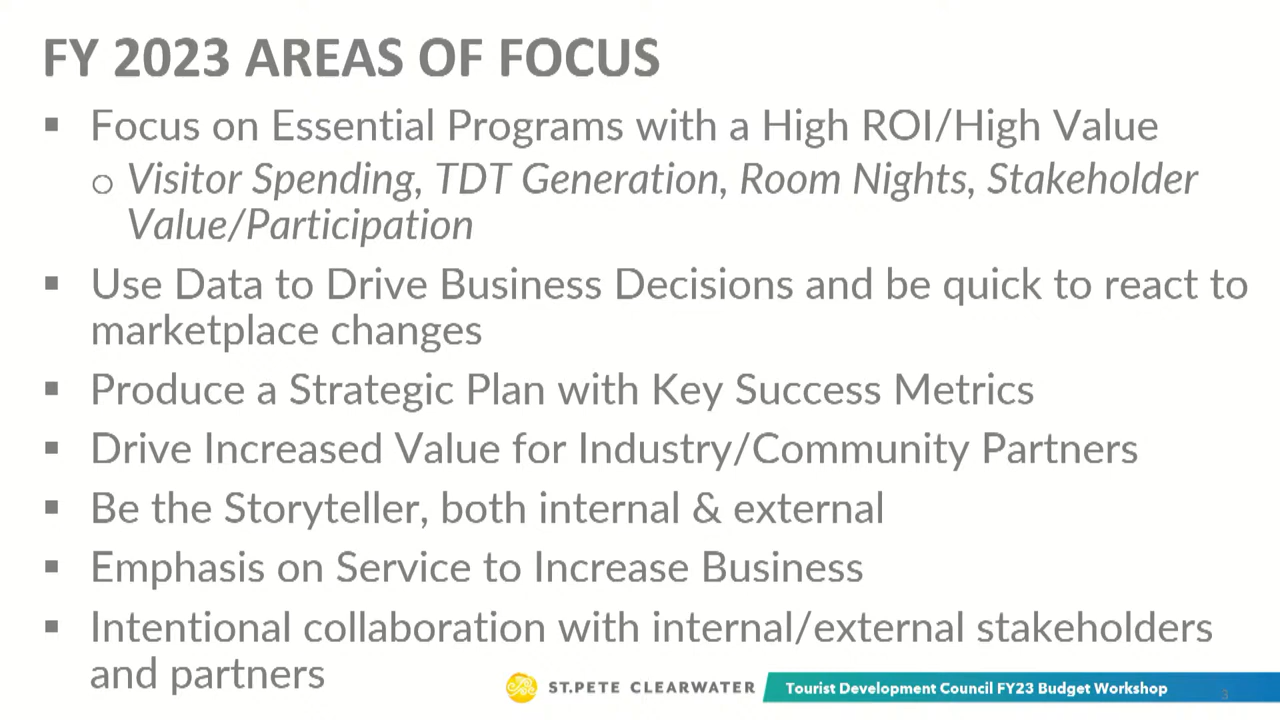 FY 2023 AREAS OF FOCUS
▪ Focus on Essential Programs with a High ROI/High Value
o Visitor Spending, TDT Generation, Room Nights, Stakeholder
Value/Participation
▪ Use Data to Drive Business Decisions and be quick to react to
marketplace changes
▪ Produce a Strategic Plan with Key Success Metrics
▪ Drive Increased Value for Industry/Community Partners
▪ Be the Storyteller, both internal & external
▪ Emphasis on Service to Increase Business
▪ Intentional collaboration with internal/external stakeholders
and partners
ST.PETE CLEARWATER
Tourist Development Council FY23 Budget Workshop
3